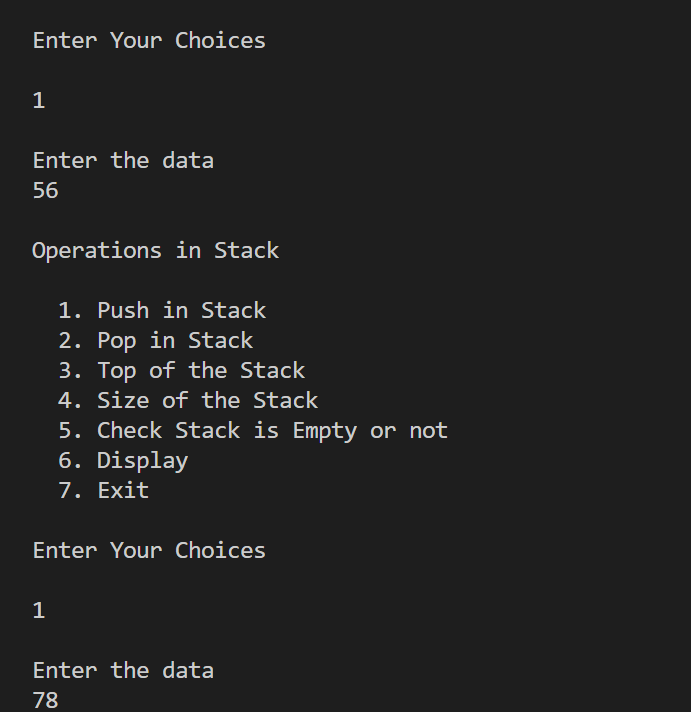 Enter Your Choices
1
Enter the data
56
Operations in Stack
1. Push in Stack
2. Pop in Stack
3. Top of the Stack
4. Size of the Stack
5. Check Stack is Empty or not
6. Display
7. Exit
Enter Your Choices
1
Enter the data
78